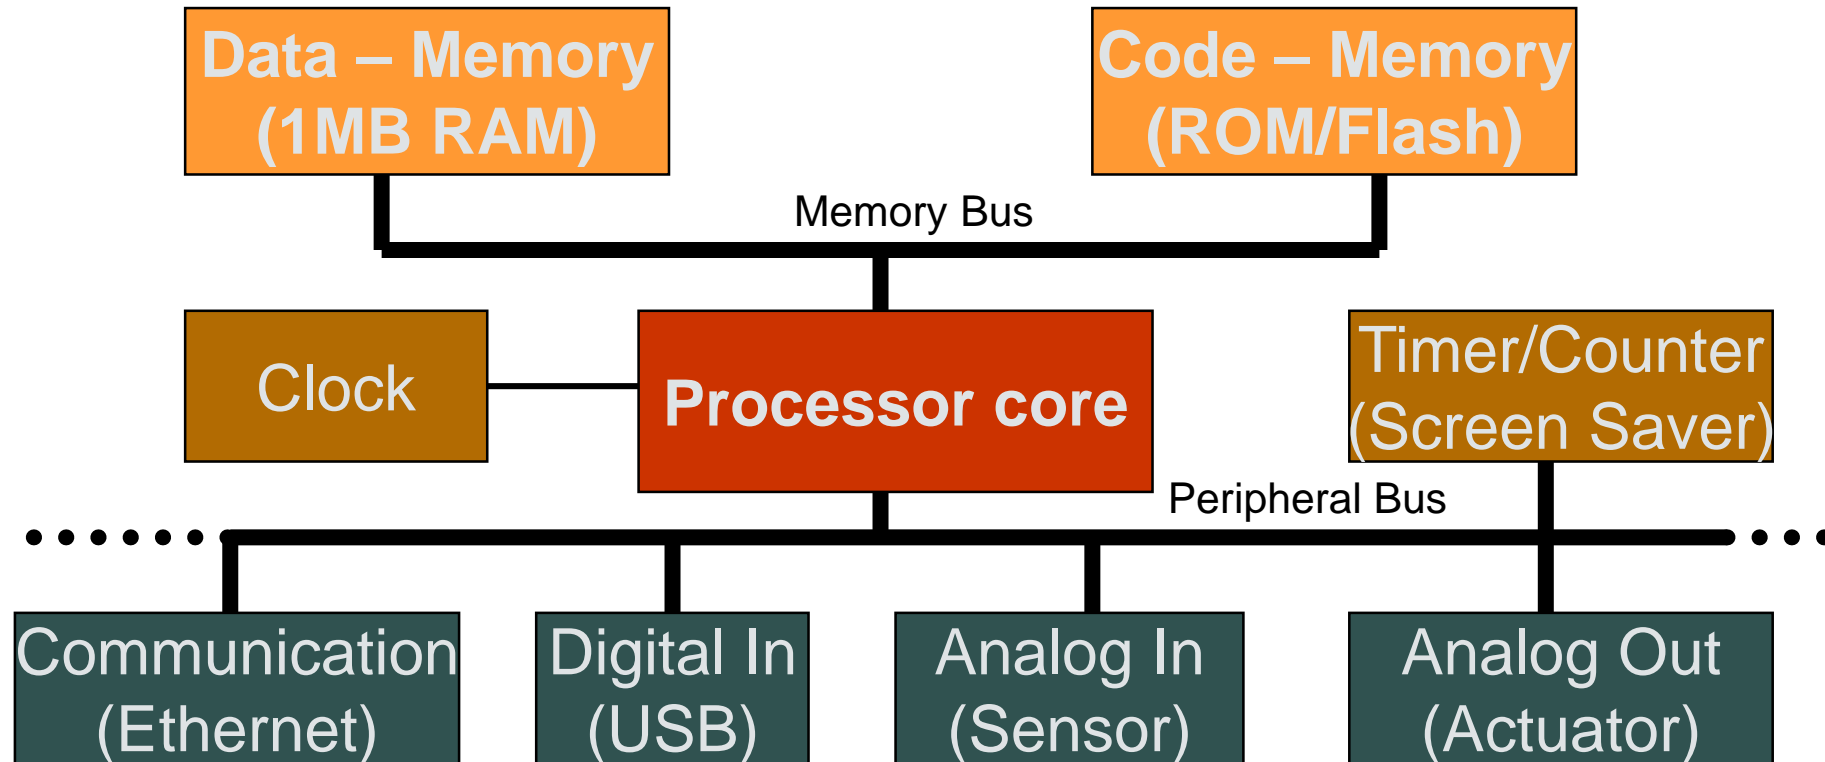 Data – Memory
(1MB RAM)
Code – Memory
(ROM/Flash)
Memory Bus
Clock
Processor core
Timer/Counter
(Screen Saver)
Peripheral Bus
Communication
(Ethernet)
Digital In
(USB)
Analog In
(Sensor)
Analog Out
(Actuator)